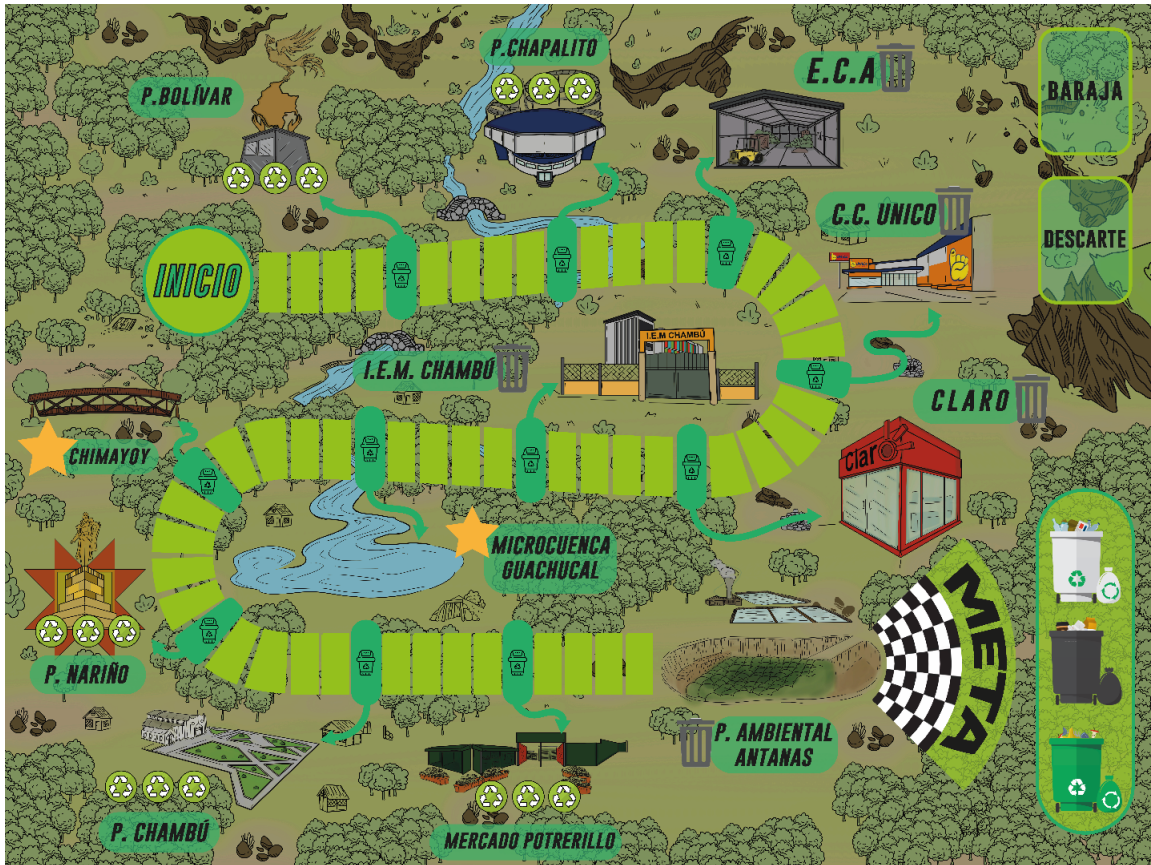 P.CHAPALITO
E.C.A
P.BOLÍVAR
BARAJA
C.C. UNICO
DESCARTE
INICIO
I.E.M CHAMBÚ
I.E.M. CHAMBÚ
CLARO
CHIMAYOY
Claro
MICROCUENCA
GUACHUCAL
META
P. NARIÑO
P. AMBIENTAL
ANTANAS
P. CHAMBÚ
MERCADO POTRERILLO